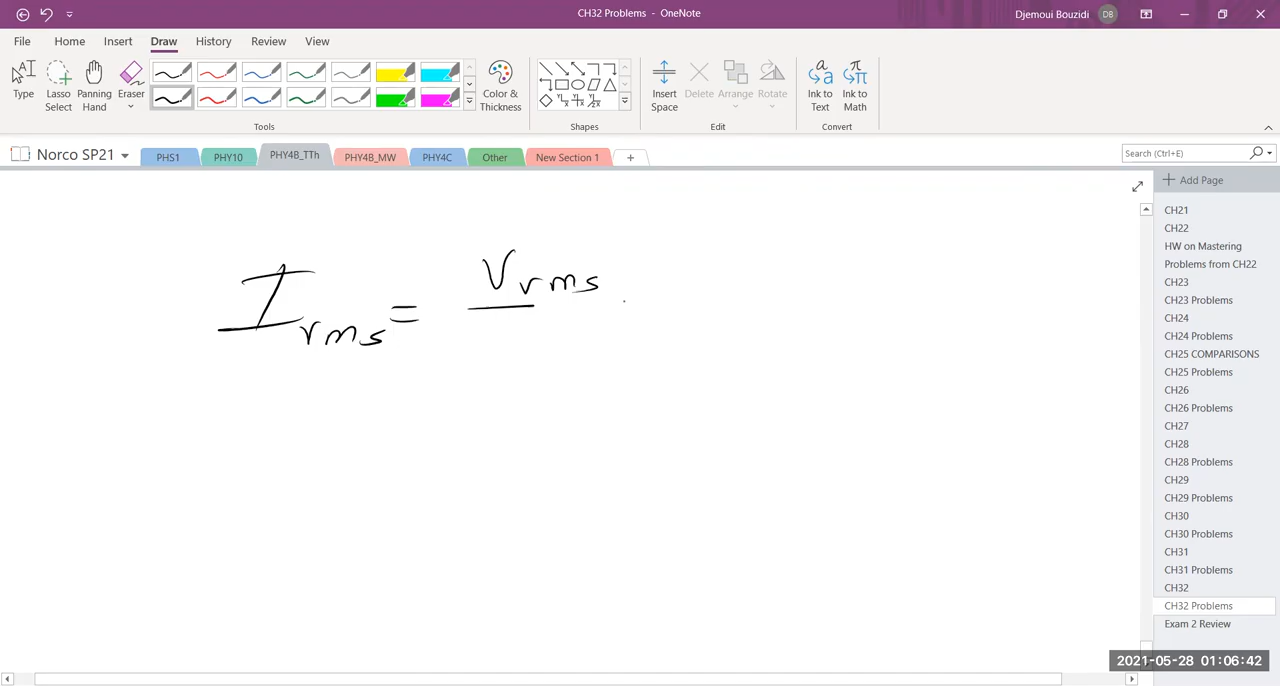 CH32 Problems - OneNote
Djemoui Bouzidi DB
File Home Insert Draw History Review View
Type
Lasso Select
Panning Hand
Eraser
Color & Thickness
Insert Space
Delete
Arrange
Rotate
Ink to Text
Ink to Math
Tools
Shapes
Edit
Convert
Norco SP21
PHS1 PHY10 PHY4B_TTh PHY4B_MW PHY4C Other New Section 1
Search (Ctrl+E)
Add Page
I rms = V rms
CH21
CH22
HW on Mastering
Problems from CH22
CH23
CH23 Problems
CH24
CH24 Problems
CH25 COMPARISONS
CH25 Problems
CH26
CH26 Problems
CH27
CH28
CH28 Problems
CH29
CH29 Problems
CH30
CH30 Problems
CH31
CH31 Problems
CH32
CH32 Problems
Exam 2 Review
2021-05-28 01:06:42